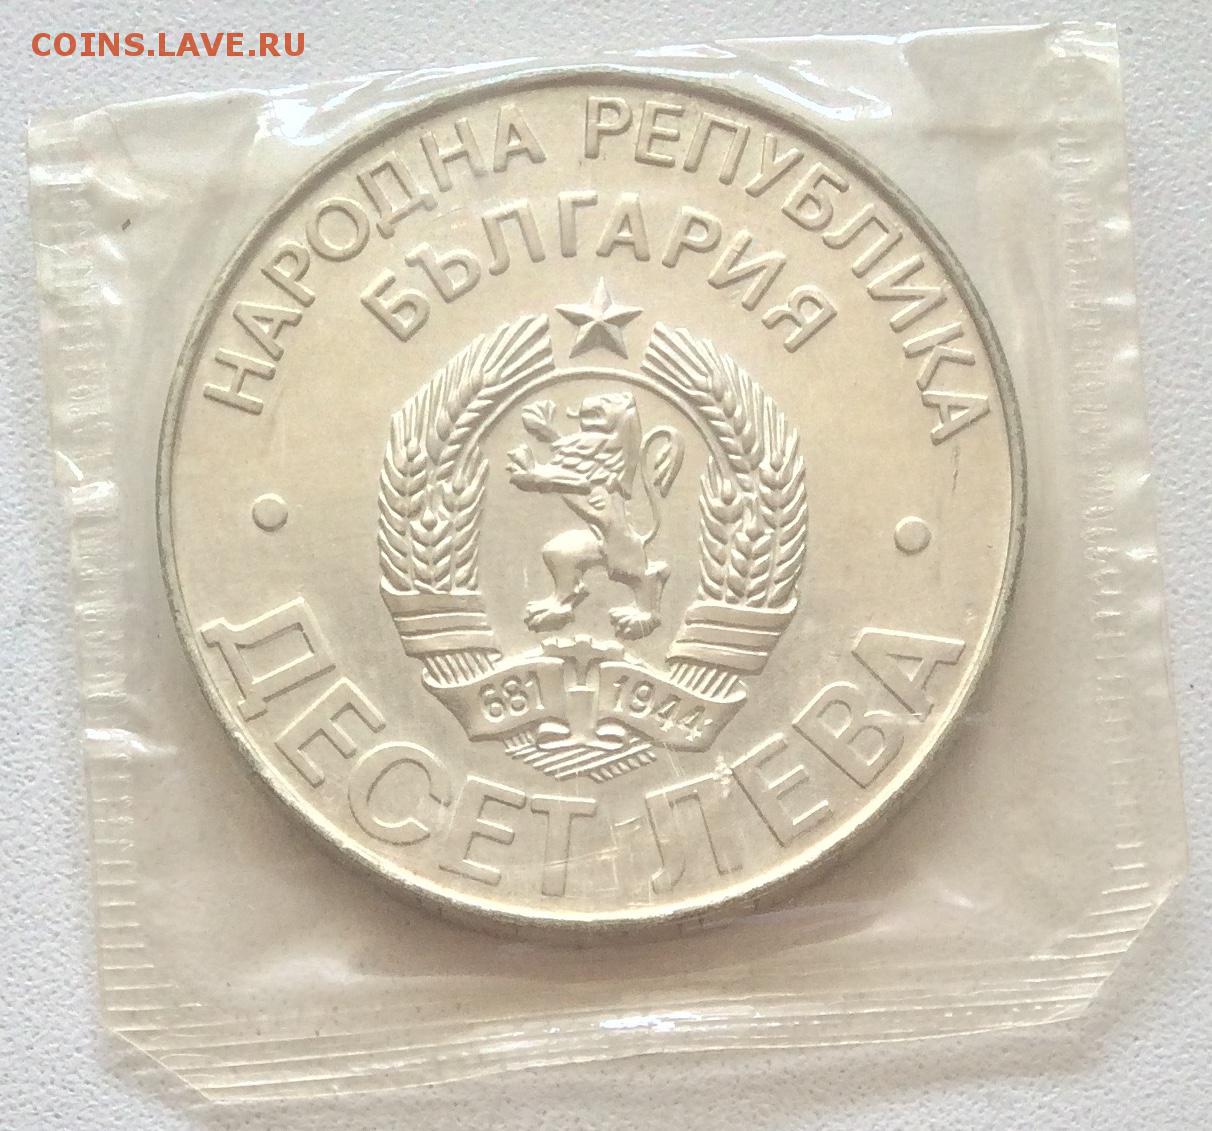 COINS.LAVE.RU
НАРОДНА РЕПУБЛИКА
БЪЛГАРИЯ
681 1944
ДЕСЕТ ЛЕВА